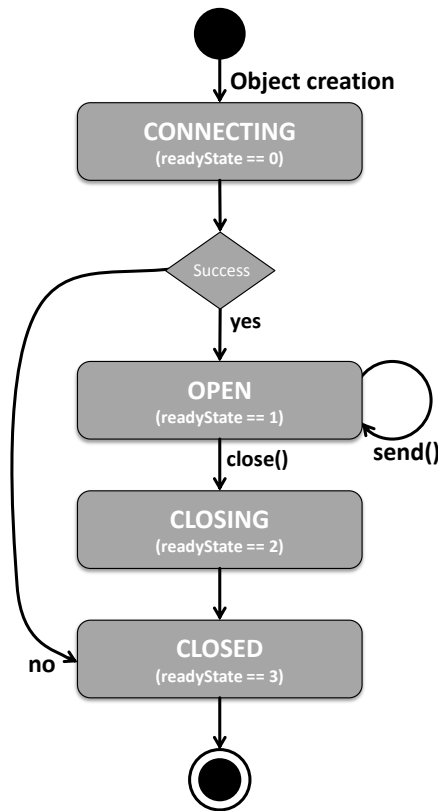 Object creation
CONNECTING
(readyState == 0)
Success
yes
OPEN
(readyState == 1)
send()
close()
CLOSING
(readyState == 2)
CLOSED
(readyState == 3)
no